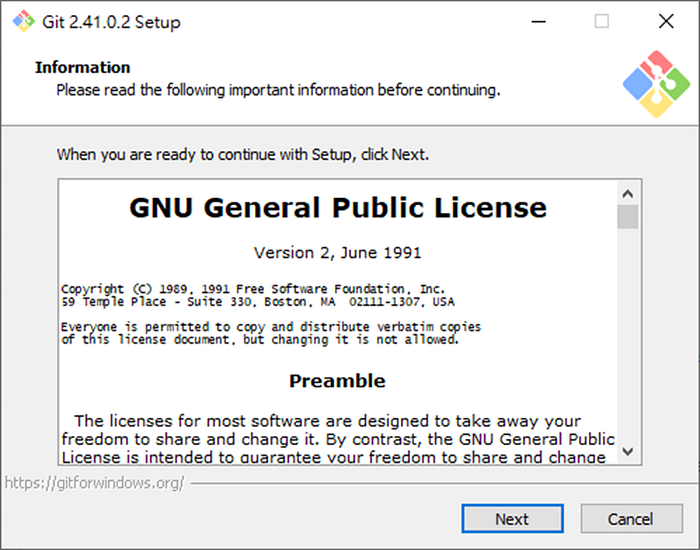 Git 2.41.0.2 Setup
Information
Please read the following important information before continuing.
When you are ready to continue with Setup, click Next.
GNU General Public License
Version 2, June 1991
Copyright (C) 1989, 1991 Free Software Foundation, Inc.
59 Temple Place - Suite 330, Boston, MA  02111-1307, USA
Everyone is permitted to copy and distribute verbatim copies
of this license document, but changing it is not allowed.
Preamble
The licenses for most software are designed to take away your
freedom to share and change it. By contrast, the GNU General Public
License is intended to guarantee your freedom to share and change
https://gitforwindows.org/
Next
Cancel